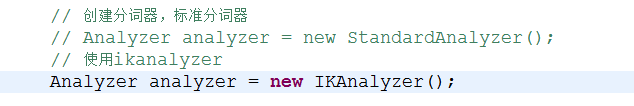 // 创建分词器，标准分词器
// Analyzer analyzer = new StandardAnalyzer();
// 使用ikanalyzer
Analyzer analyzer = new IKAnalyzer();